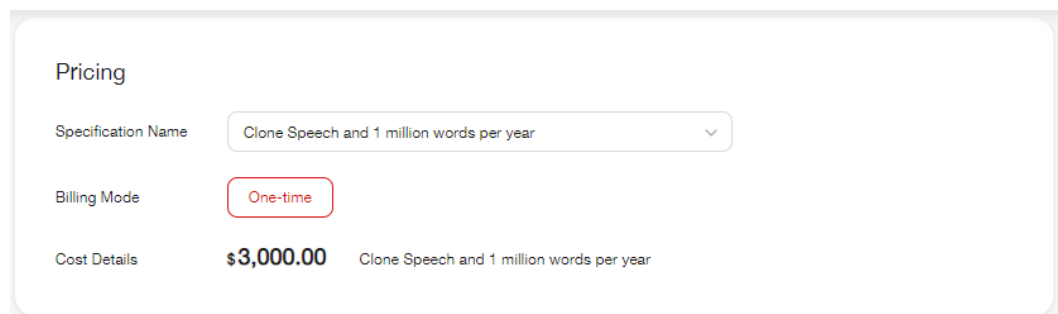 Pricing
Specification Name Clone Speech and 1 million words per year
Billing Mode One-time
Cost Details $3,000.00 Clone Speech and 1 million words per year